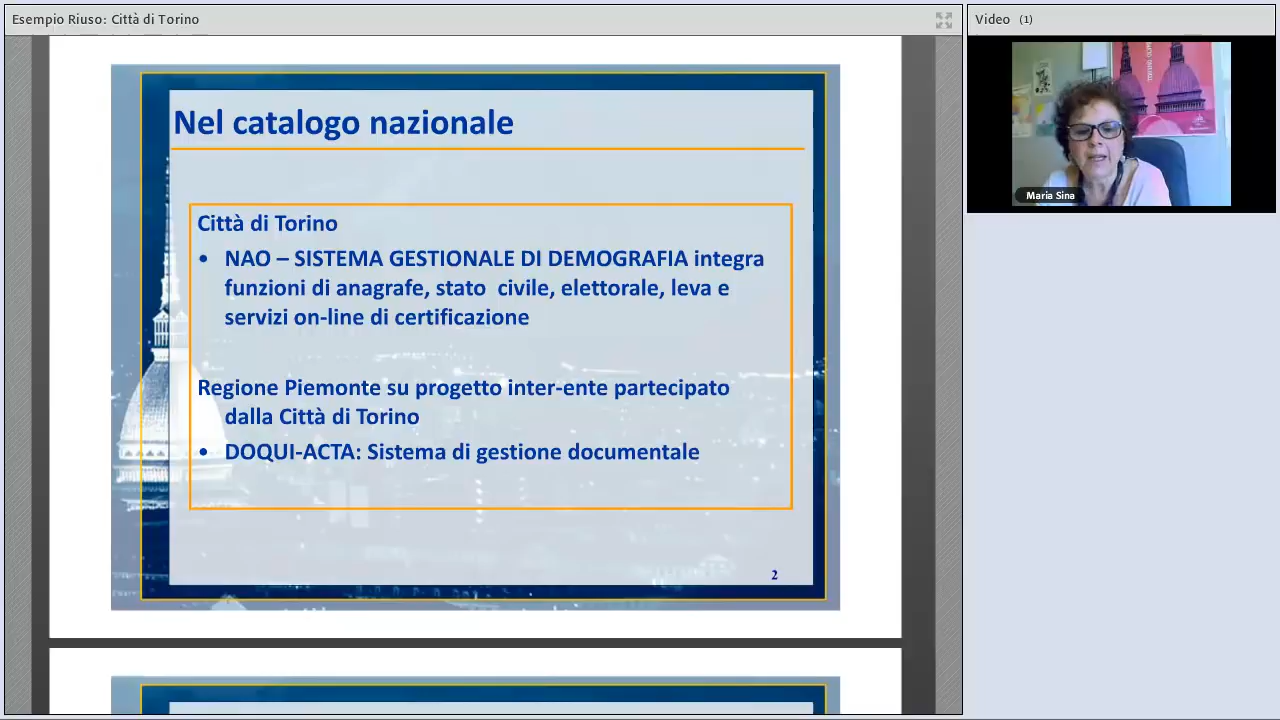 Esempio Riuso: Città di Torino
Video (1)
Nel catalogo nazionale
Città di Torino
• NAO – SISTEMA GESTIONALE DI DEMOGRAFIA integra
funzioni di anagrafe, stato civile, elettorale, leva e
servizi on-line di certificazione
Regione Piemonte su progetto inter-ente partecipato
dalla Città di Torino
• DOQUI-ACTA: Sistema di gestione documentale
2
Maria Sina